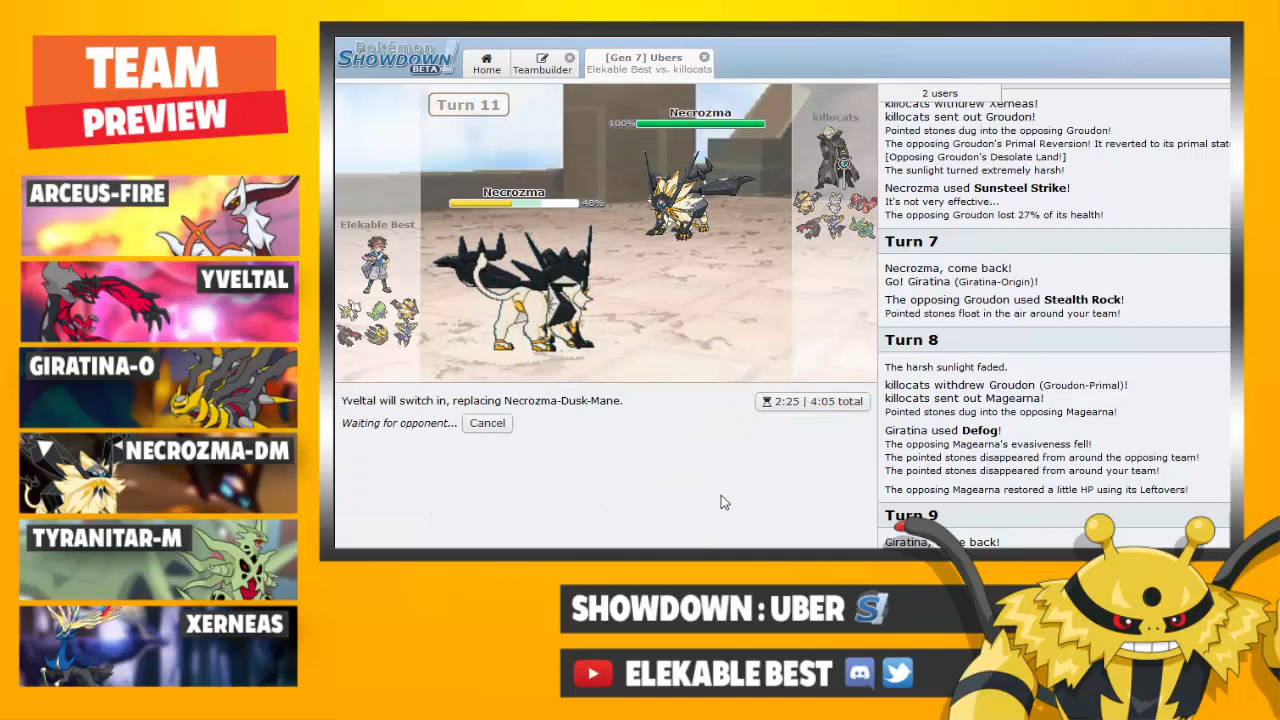 TEAM
PREVIEW
ARCEUS-FIRE
YVELTAL
GIRATINA-O
NECROZMA-DM
TYRANITAR-M
XERNEAS
Pokémon
SHOWDOWN!
BETA
Home
Teambuilder
[Gen 7] Ubers
Elekable Best vs. killocats
Turn 11
Necrozma
100%
killocats
Necrozma
48%
Elekable Best
Yveltal will switch in, replacing Necrozma-Dusk-Mane.
2:25 | 4:05 total
Waiting for opponent...
Cancel
2 users
killocats withdrew Xerneas!
killocats sent out Groudon!
Pointed stones dug into the opposing Groudon!
The opposing Groudon's Primal Reversion! It reverted to its primal stat
[Opposing Groudon's Desolate Land!]
The sunlight turned extremely harsh!
Necrozma used Sunsteel Strike!
It's not very effective...
The opposing Groudon lost 27% of its health!
Turn 7
Necrozma, come back!
Go! Giratina (Giratina-Origin)!
The opposing Groudon used Stealth Rock!
Pointed stones float in the air around your team!
Turn 8
The harsh sunlight faded.
killocats withdrew Groudon (Groudon-Primal)!
killocats sent out Magearna!
Pointed stones dug into the opposing Magearna!
Giratina used Defog!
The opposing Magearna's evasiveness fell!
The pointed stones disappeared from around the opposing team!
The pointed stones disappeared from around your team!
The opposing Magearna restored a little HP using its Leftovers!
Turn 9
Giratina, come back!
SHOWDOWN : UBER
ELEKABLE BEST